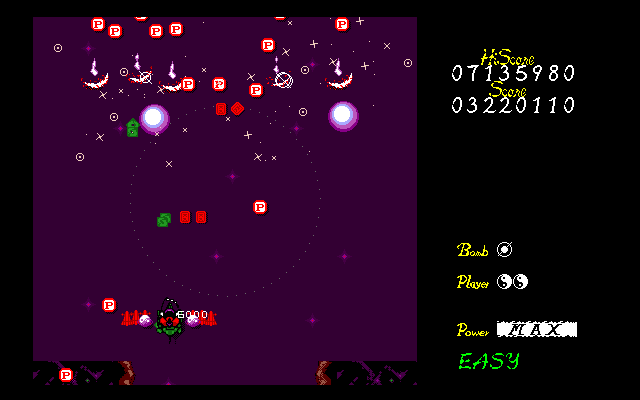 P P P P P
P
HiScore
07135980
P P P
Score
03220110
P
Bomb
Player
P
5000
Power MAX
EASY
P